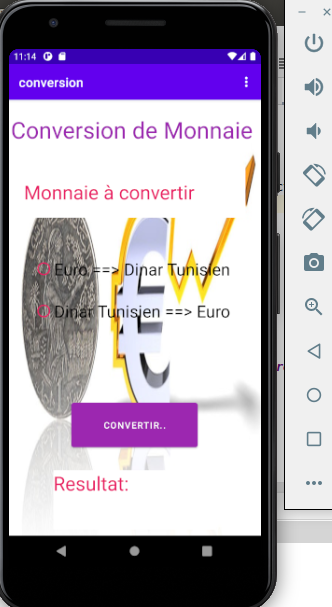 11:14
conversion
Conversion de Monnaie
Monnaie à convertir
Euro ==> Dinar Tunisien
Dinar Tunisien ==> Euro
CONVERTIR..
Resultat: